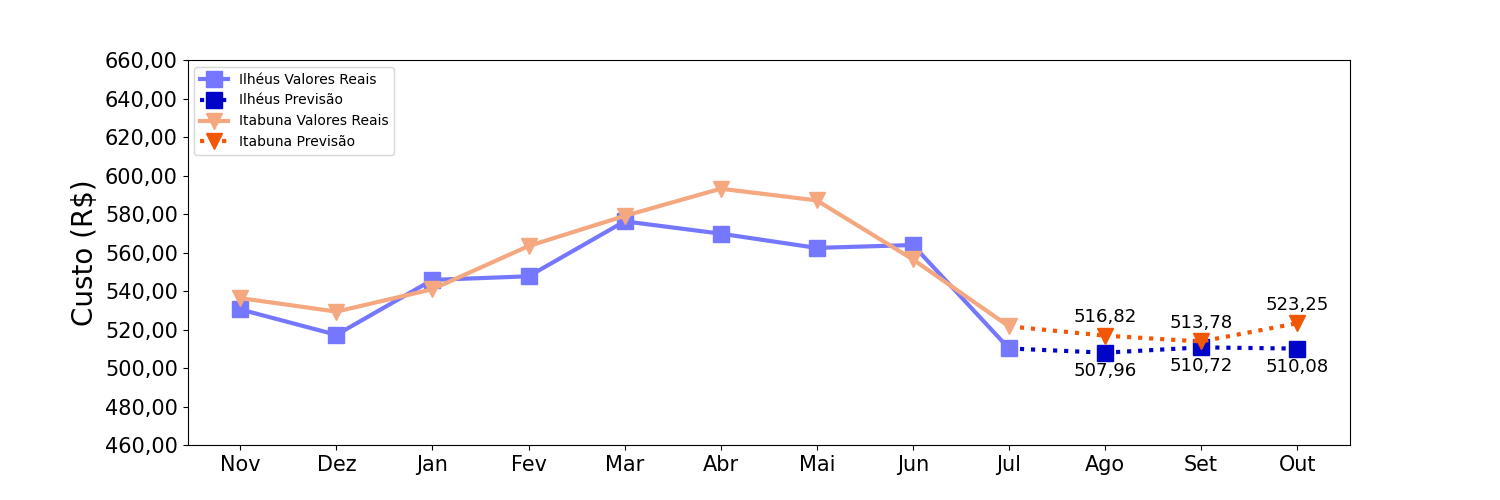 660,00
640,00
620,00
600,00
580,00
560,00
540,00
520,00
500,00
480,00
460,00
Custo (R$)
Ilhéus Valores Reais
Ilhéus Previsão
Itabuna Valores Reais
Itabuna Previsão
516,82
513,78
523,25
507,96
510,72
510,08
Nov Dez Jan Fev Mar Abr Mai Jun Jul Ago Set Out